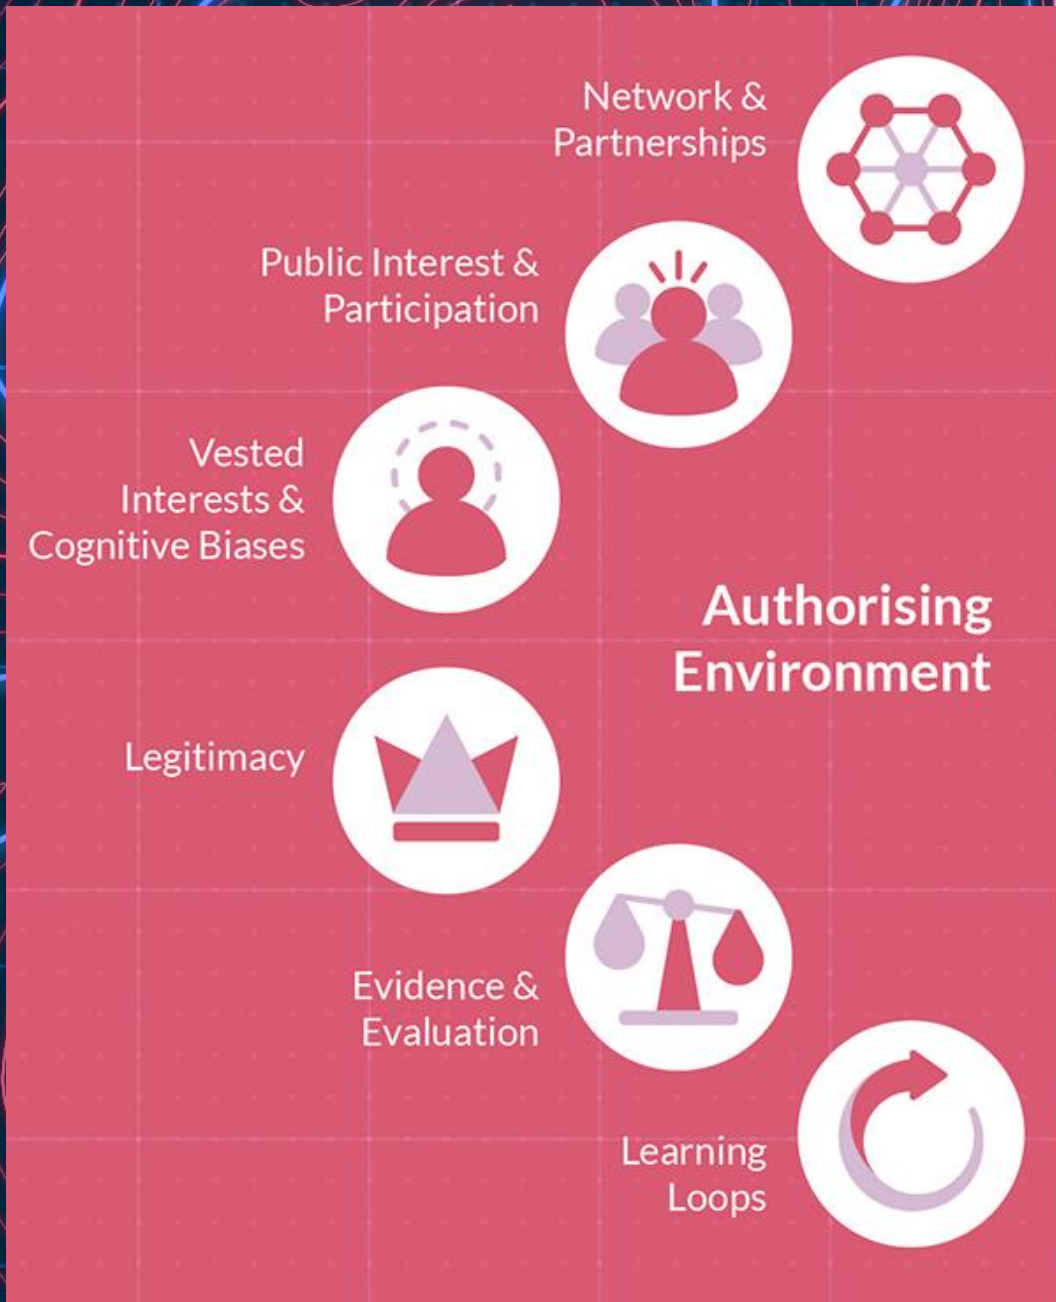 Network &
Partnerships
Public Interest &
Participation
Vested
Interests &
Cognitive Biases
Authorising
Environment
Legitimacy
Evidence &
Evaluation
Learning
Loops